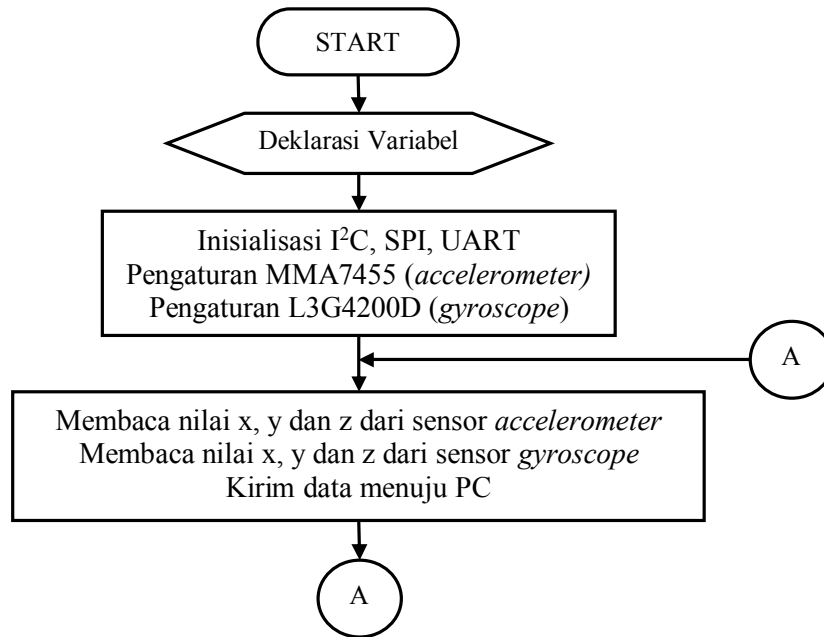 START
Deklarasi Variabel
Inisialisasi I²C, SPI, UART
Pengaturan MMA7455 (accelerometer)
Pengaturan L3G4200D (gyroscope)
A
Membaca nilai x, y dan z dari sensor accelerometer
Membaca nilai x, y dan z dari sensor gyroscope
Kirim data menuju PC
A